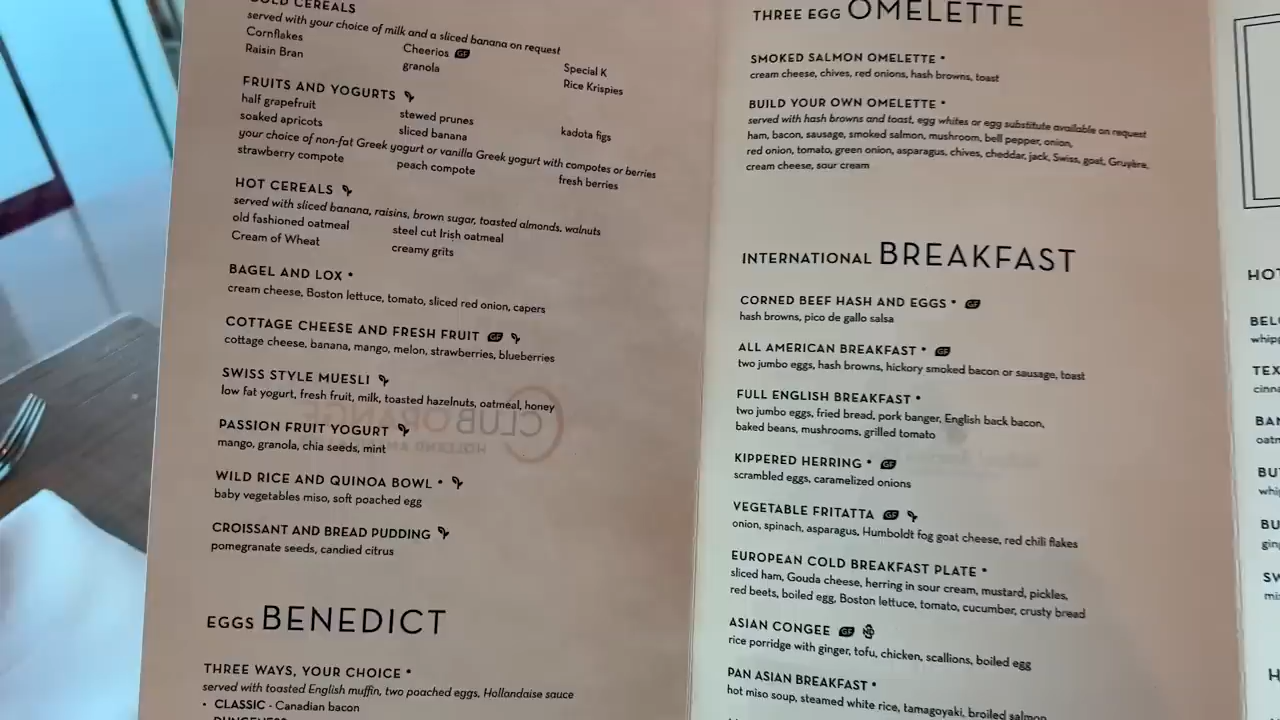 COLD CEREALS
served with your choice of milk and a sliced banana on request
Cornflakes Cheerios GF Special K
Raisin Bran granola Rice Krispies
FRUITS AND YOGURTS
half grapefruit stewed prunes kadota figs
soaked apricots sliced banana
your choice of non-fat Greek yogurt or vanilla Greek yogurt with compotes or berries
strawberry compote peach compote fresh berries
HOT CEREALS
served with sliced banana, raisins, brown sugar, toasted almonds, walnuts
old fashioned oatmeal steel cut Irish oatmeal
Cream of Wheat creamy grits
BAGEL AND LOX *
cream cheese, Boston lettuce, tomato, sliced red onion, capers
COTTAGE CHEESE AND FRESH FRUIT GF
cottage cheese, banana, mango, melon, strawberries, blueberries
SWISS STYLE MUESLI
low fat yogurt, fresh fruit, milk, toasted hazelnuts, oatmeal, honey
PASSION FRUIT YOGURT
mango, granola, chia seeds, mint
WILD RICE AND QUINOA BOWL *
baby vegetables miso, soft poached egg
CROISSANT AND BREAD PUDDING
pomegranate seeds, candied citrus
EGGS BENEDICT
THREE WAYS, YOUR CHOICE *
served with toasted English muffin, two poached eggs, Hollandaise sauce
• CLASSIC - Canadian bacon
CLUB ORANGE
THREE EGG OMELETTE
SMOKED SALMON OMELETTE *
cream cheese, chives, red onions, hash browns, toast
BUILD YOUR OWN OMELETTE *
served with hash browns and toast, egg whites or egg substitute available on request
ham, bacon, sausage, smoked salmon, mushroom, bell pepper, onion,
red onion, tomato, green onion, asparagus, chives, cheddar, jack, Swiss, goat, Gruyère,
cream cheese, sour cream
INTERNATIONAL BREAKFAST
CORNED BEEF HASH AND EGGS * GF
hash browns, pico de gallo salsa
ALL AMERICAN BREAKFAST * GF
two jumbo eggs, hash browns, hickory smoked bacon or sausage, toast
FULL ENGLISH BREAKFAST *
two jumbo eggs, fried bread, pork banger, English back bacon,
baked beans, mushrooms, grilled tomato
KIPPERED HERRING * GF
scrambled eggs, caramelized onions
VEGETABLE FRITATTA GF
onion, spinach, asparagus, Humboldt fog goat cheese, red chili flakes
EUROPEAN COLD BREAKFAST PLATE *
sliced ham, Gouda cheese, herring in sour cream, mustard, pickles,
red beets, boiled egg, Boston lettuce, tomato, cucumber, crusty bread
ASIAN CONGEE GF
rice porridge with ginger, tofu, chicken, scallions, boiled egg
PAN ASIAN BREAKFAST *
hot miso soup, steamed white rice, tamagoyaki, broiled salmon